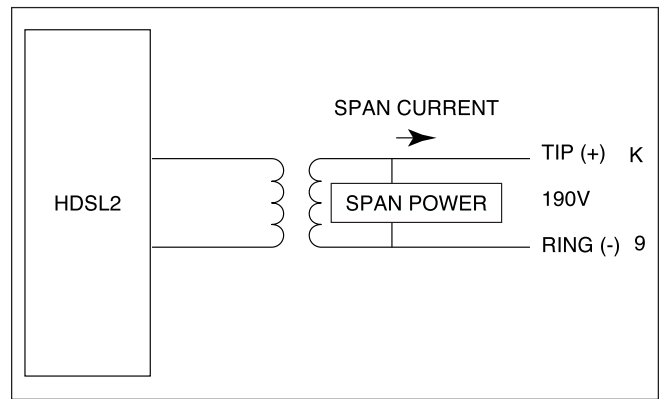 SPAN CURRENT
TIP (+) K
HDSL2
SPAN POWER
190V
RING (-) 9